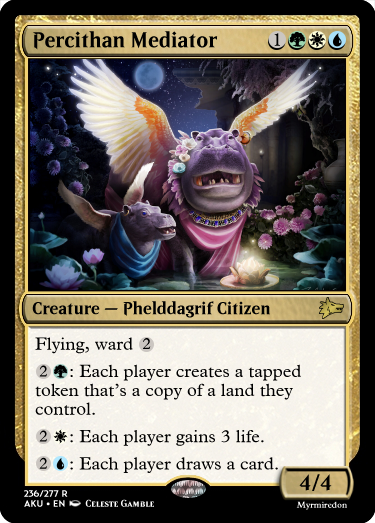 Percithan Mediator 1
Creature — Phelddagrif Citizen
Flying, ward 2
2: Each player creates a tapped
token that's a copy of a land they
control.
2: Each player gains 3 life.
2: Each player draws a card.
4/4
236/277 R
AKU • EN Celeste Gamble
Myrmiredon